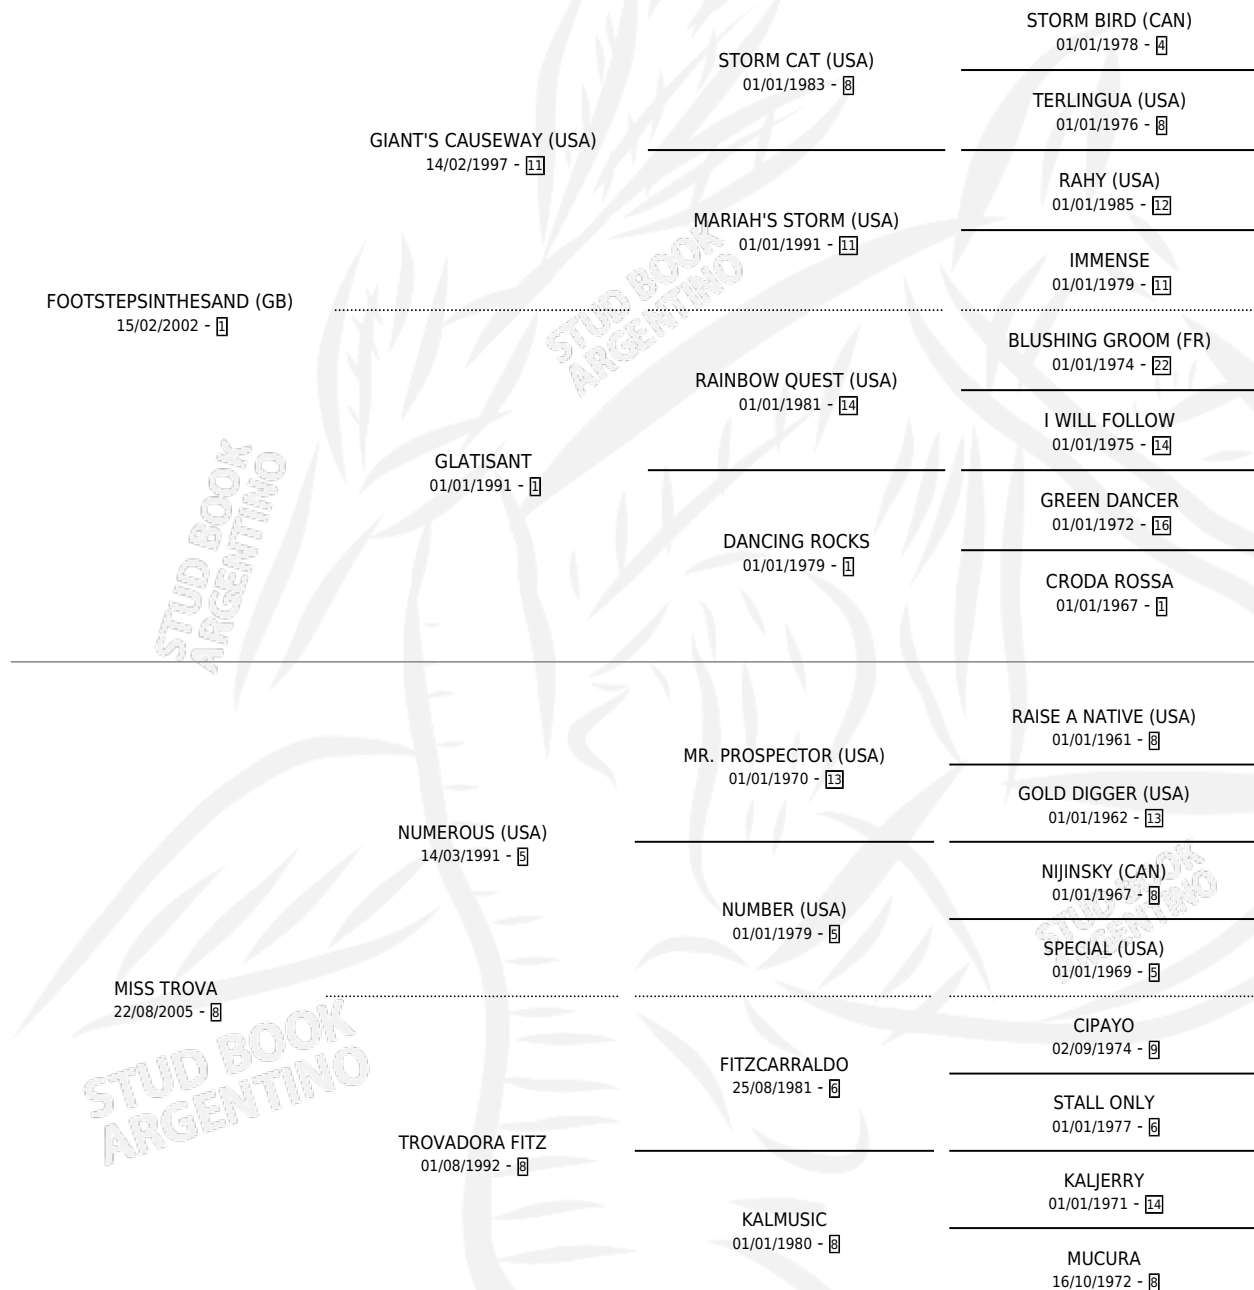 STORM BIRD (CAN)
01/01/1978 - 4
STORM CAT (USA)
01/01/1983 - 8
TERLINGUA (USA)
01/01/1976 - 8
GIANT'S CAUSEWAY (USA)
14/02/1997 - 11
RAHY (USA)
01/01/1985 - 12
MARIAH'S STORM (USA)
01/01/1991 - 11
IMMENSE
01/01/1979 - 11
FOOTSTEPSINTHESAND (GB)
15/02/2002 - 1
BLUSHING GROOM (FR)
01/01/1974 - 22
RAINBOW QUEST (USA)
01/01/1981 - 14
I WILL FOLLOW
01/01/1975 - 14
GLATISANT
01/01/1991 - 1
GREEN DANCER
01/01/1972 - 16
DANCING ROCKS
01/01/1979 - 1
CRODA ROSSA
01/01/1967 - 1
RAISE A NATIVE (USA)
01/01/1961 - 8
MR. PROSPECTOR (USA)
01/01/1970 - 13
GOLD DIGGER (USA)
01/01/1962 - 13
NUMEROUS (USA)
14/03/1991 - 5
NIJINSKY (CAN)
01/01/1967 - 8
NUMBER (USA)
01/01/1979 - 5
SPECIAL (USA)
01/01/1969 - 5
MISS TROVA
22/08/2005 - 8
CIPAYO
02/09/1974 - 9
FITZCARRALDO
25/08/1981 - 6
STALL ONLY
01/01/1977 - 6
TROVADORA FITZ
01/08/1992 - 8
KALJERRY
01/01/1971 - 14
KALMUSIC
01/01/1980 - 8
MUCURA
16/10/1972 - 8
STUD BOOK
ARGENTINO
STUD BOOK
ARGENTINO
STUD BOOK
ARGENTINO
STUD BOOK
ARGENTINO